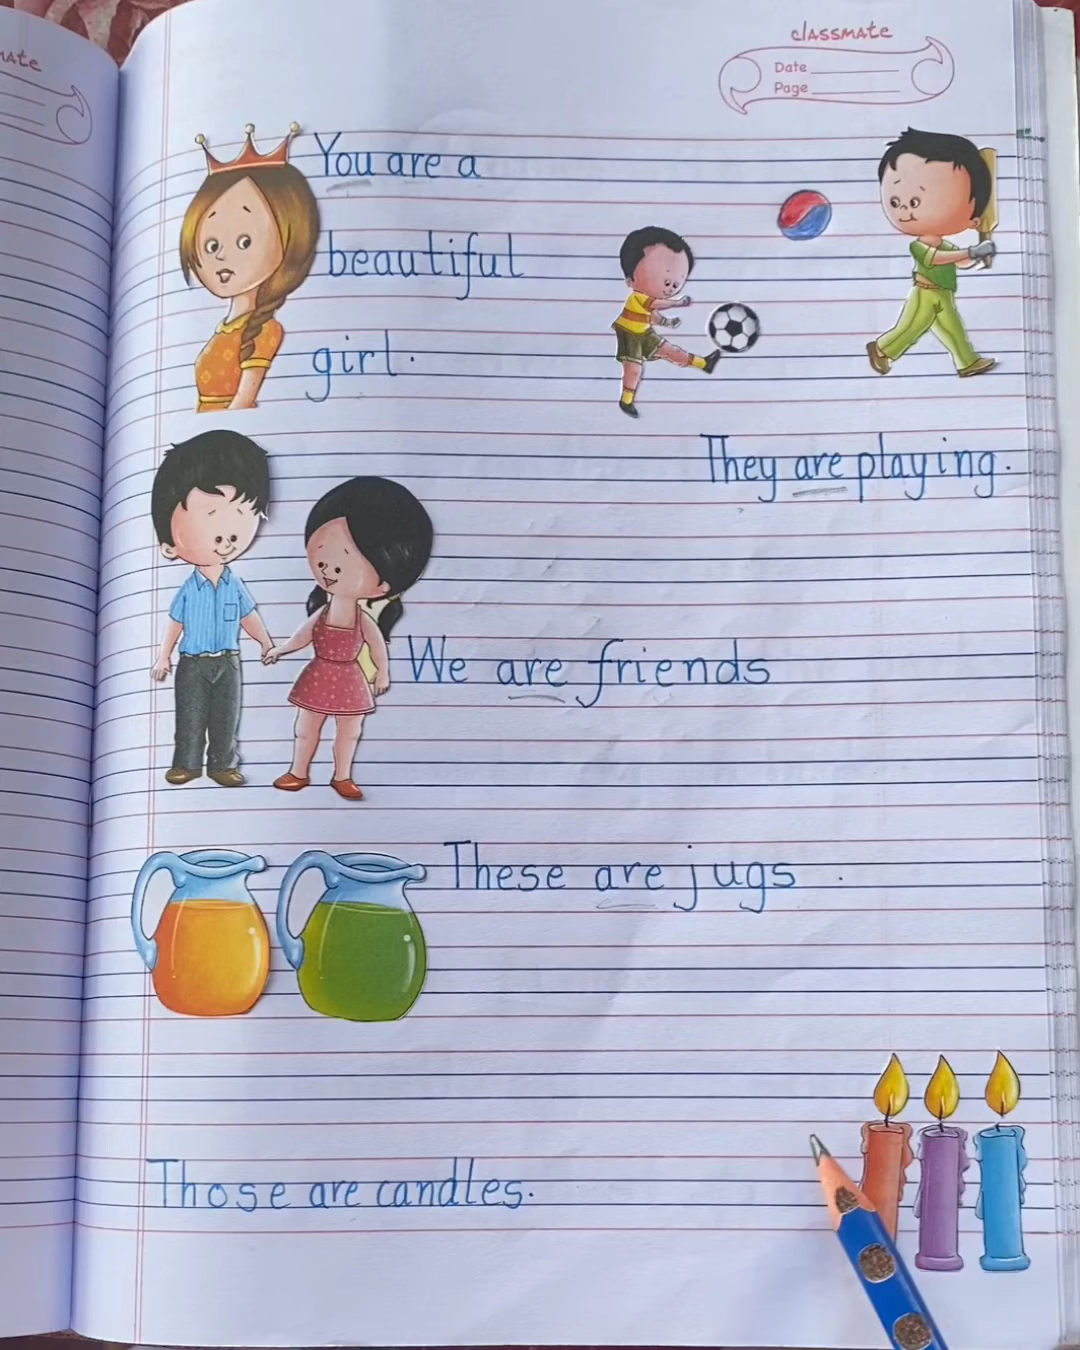 mate
classmate
Date
Page
You are a
beautiful
girl.
They are playing.
We are friends
These are jugs .
Those are candles.